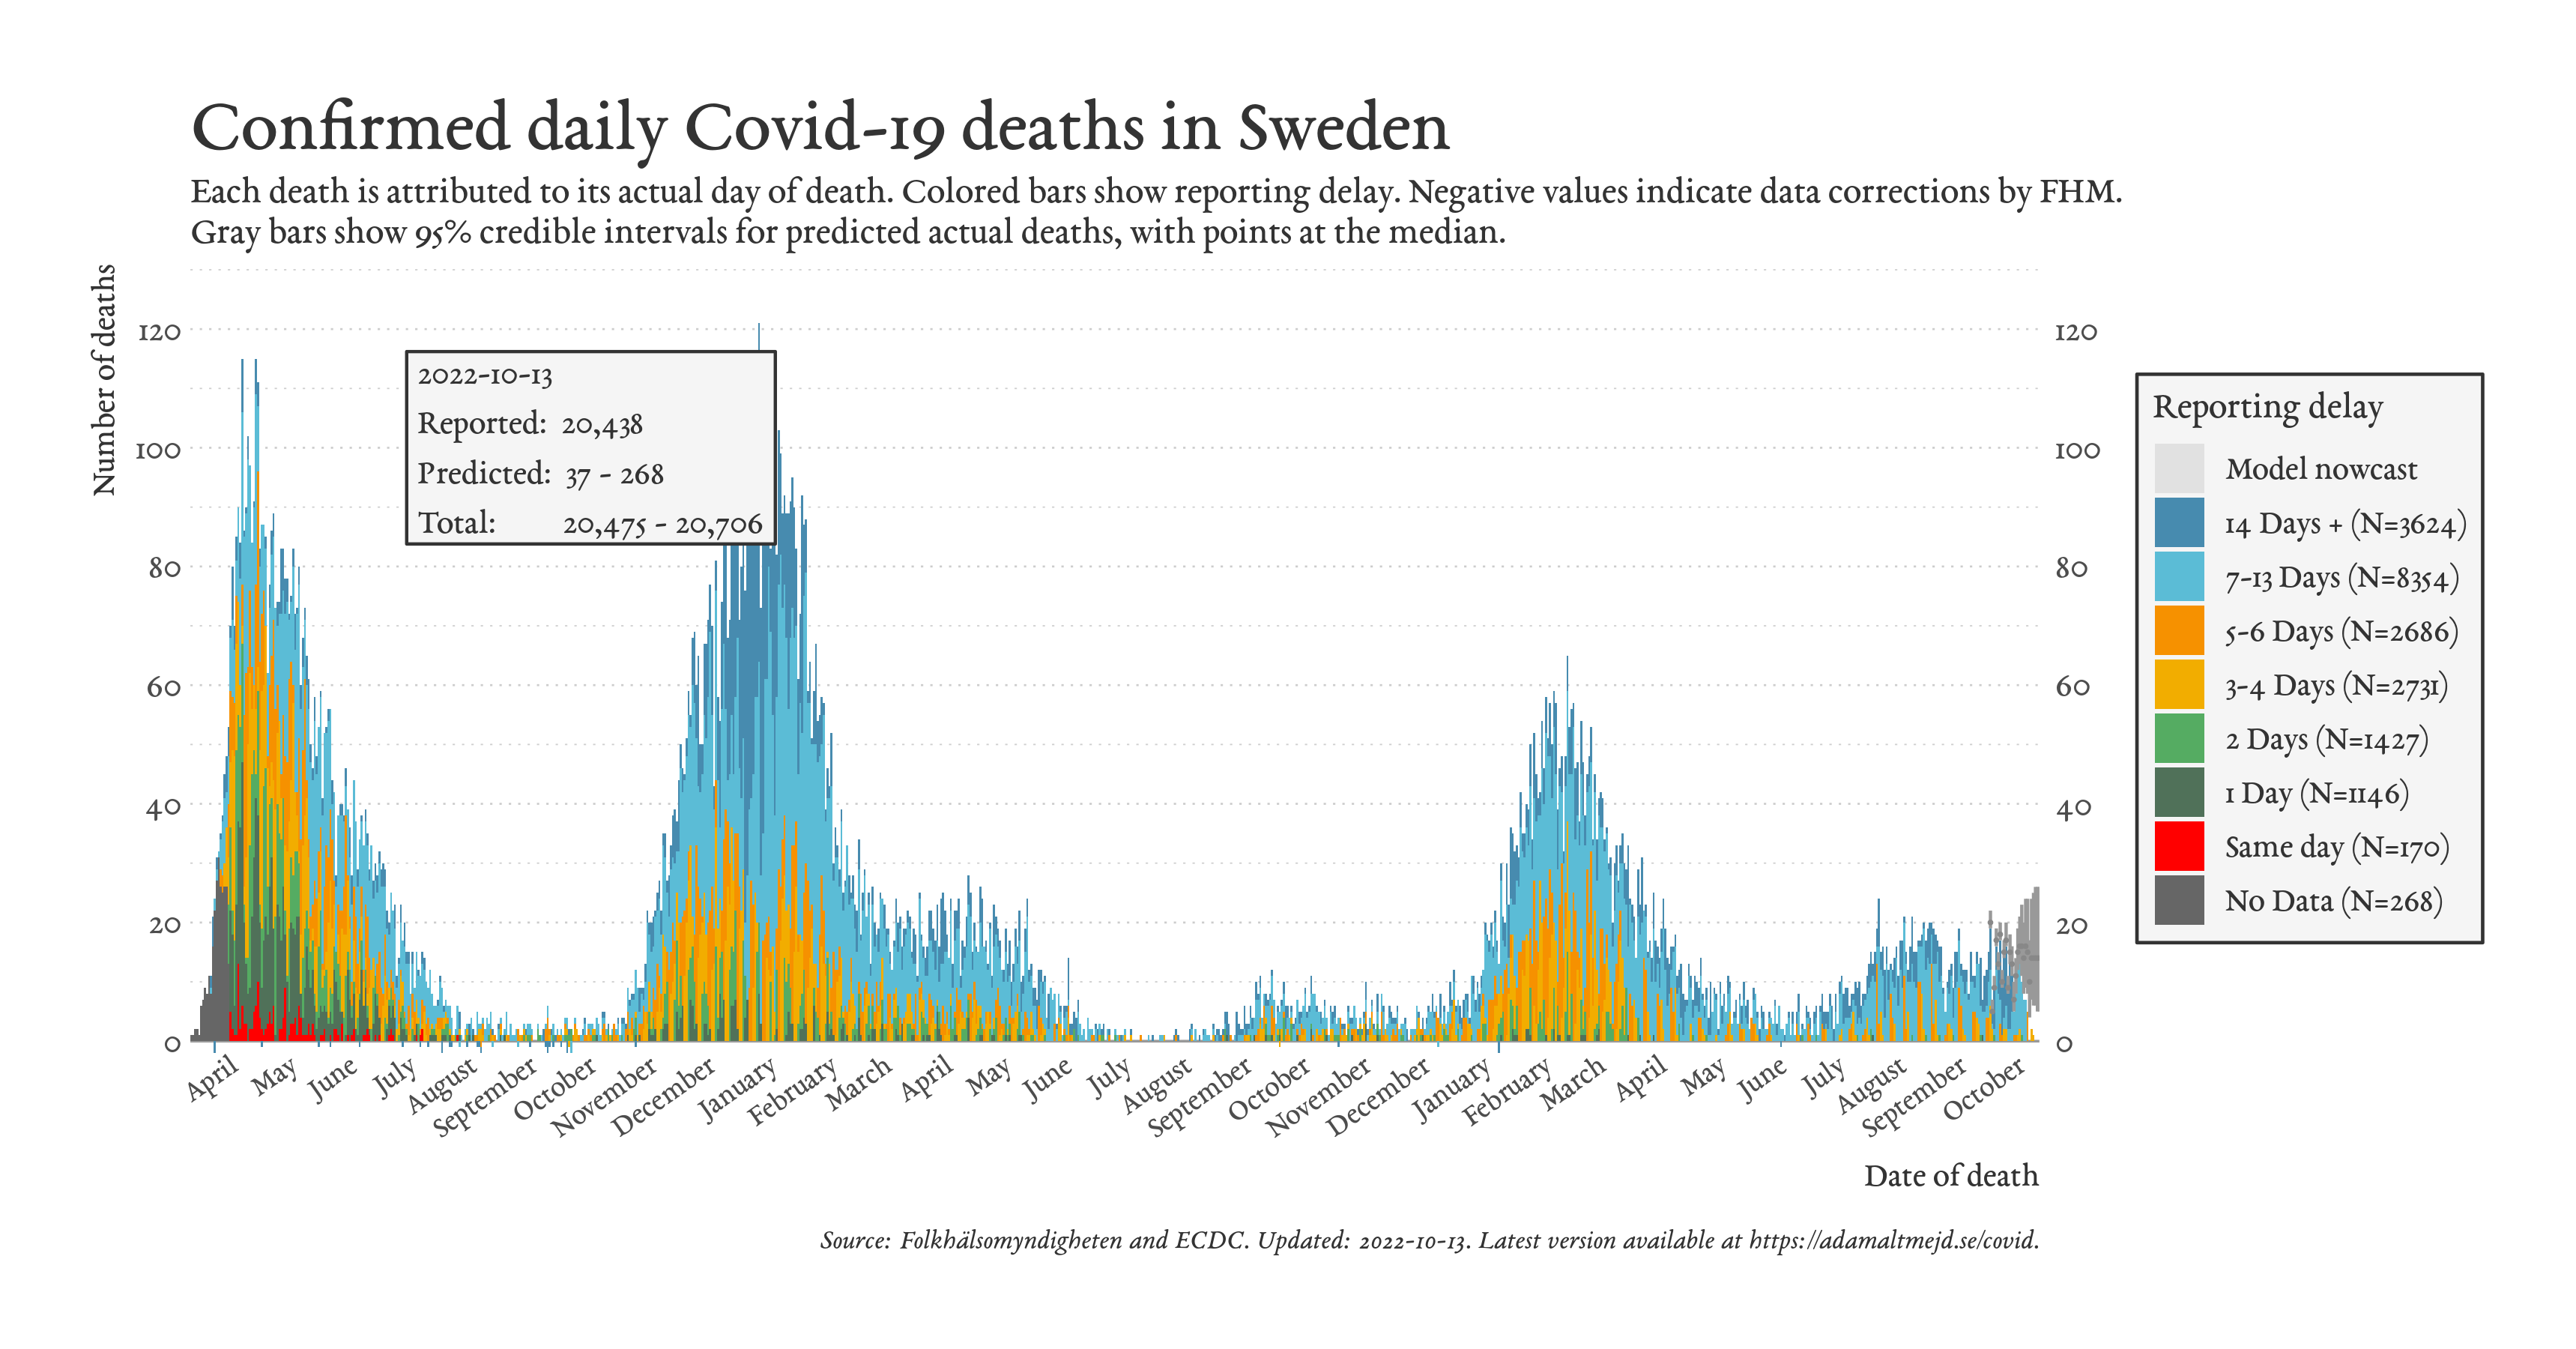 Confirmed daily Covid-19 deaths in Sweden
Each death is attributed to its actual day of death. Colored bars show reporting delay. Negative values indicate data corrections by FHM.
Gray bars show 95% credible intervals for predicted actual deaths, with points at the median.
Number of deaths
120
100
80
60
40
20
0
2022-10-13
Reported: 20,438
Predicted: 37 - 268
Total: 20,475 - 20,706
120
100
80
60
40
20
0
Reporting delay
Model nowcast
14 Days + (N=3624)
7-13 Days (N=8354)
5-6 Days (N=2686)
3-4 Days (N=2731)
2 Days (N=1427)
1 Day (N=1146)
Same day (N=170)
No Data (N=268)
April
May
June
July
August
September
October
November
December
January
February
March
April
May
June
July
August
September
October
November
December
January
February
March
April
May
June
July
August
September
October
Date of death
Source: Folkhälsomyndigheten and ECDC. Updated: 2022-10-13. Latest version available at https://adamaltmejd.se/covid.